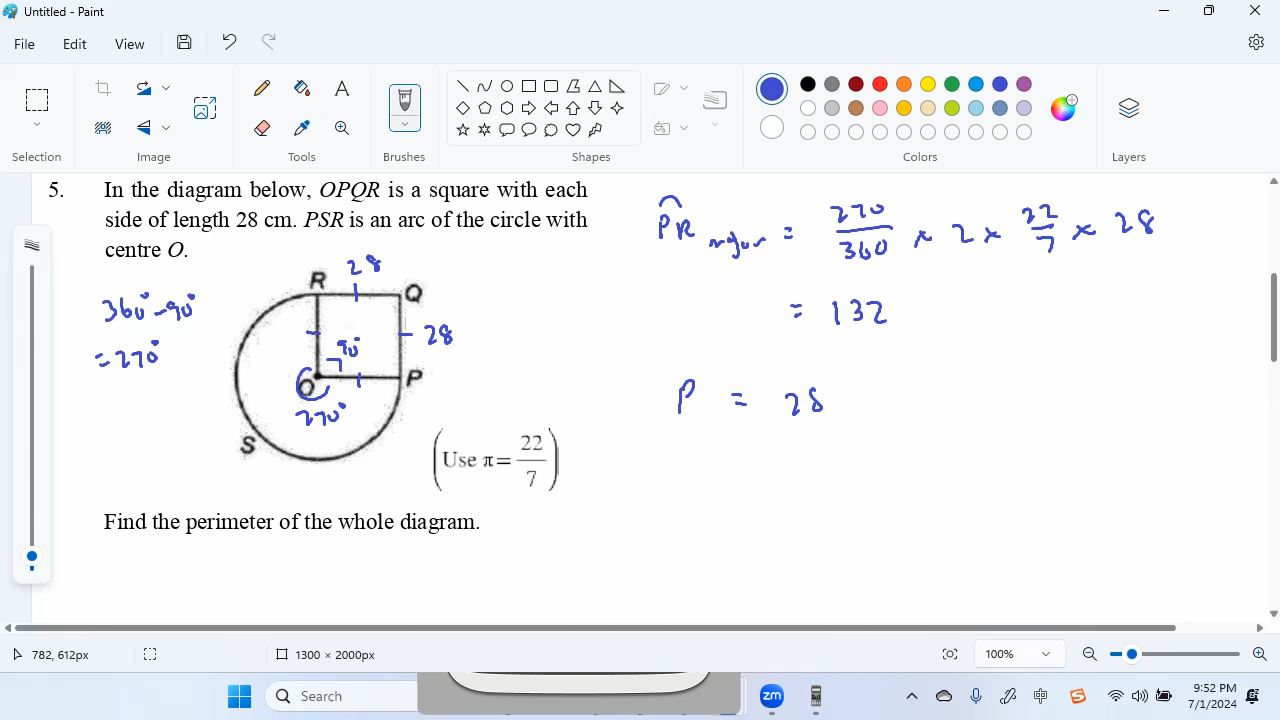 Untitled - Paint
File Edit View
Selection Image Tools Brushes Shapes Colors Layers
5. In the diagram below, OPQR is a square with each
side of length 28 cm. PSR is an arc of the circle with
centre O.
360° - 90°
= 270°
28
R Q
28
90°
O P
270°
S
(Use π = 22/7)
Find the perimeter of the whole diagram.
PR major = 270/360 × 2 × 22/7 × 28
= 132
P = 28
782, 612px 1300 × 2000px 100%
Search zm 中 S 9:52 PM
7/1/2024